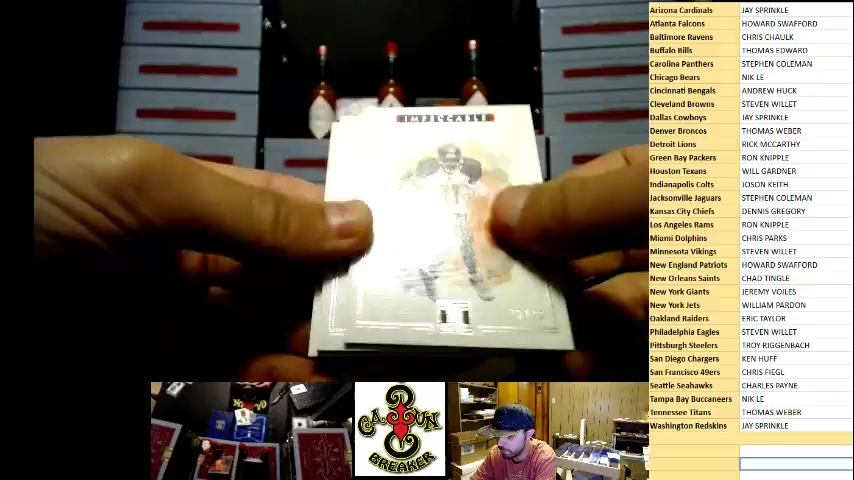 IMPECCABLE
CAJUN
BREAKER
Arizona Cardinals JAY SPRINKLE
Atlanta Falcons HOWARD SWAFFORD
Baltimore Ravens CHRIS CHAULK
Buffalo Bills THOMAS EDWARD
Carolina Panthers STEPHEN COLEMAN
Chicago Bears NIK LE
Cincinnati Bengals ANDREW HUCK
Cleveland Browns STEVEN WILLET
Dallas Cowboys JAY SPRINKLE
Denver Broncos THOMAS WEBER
Detroit Lions RICK MCCARTHY
Green Bay Packers RON KNIPPLE
Houston Texans WILL GARDNER
Indianapolis Colts JOSON KEITH
Jacksonville Jaguars STEPHEN COLEMAN
Kansas City Chiefs DENNIS GREGORY
Los Angeles Rams RON KNIPPLE
Miami Dolphins CHRIS PARKS
Minnesota Vikings STEVEN WILLET
New England Patriots HOWARD SWAFFORD
New Orleans Saints CHAD TINGLE
New York Giants JEREMY VOILES
New York Jets WILLIAM PARDON
Oakland Raiders ERIC TAYLOR
Philadelphia Eagles STEVEN WILLET
Pittsburgh Steelers TROY RIGGENBACH
San Diego Chargers KEN HUFF
San Francisco 49ers CHRIS FIEGL
Seattle Seahawks CHARLES PAYNE
Tampa Bay Buccaneers NIK LE
Tennessee Titans THOMAS WEBER
Washington Redskins JAY SPRINKLE